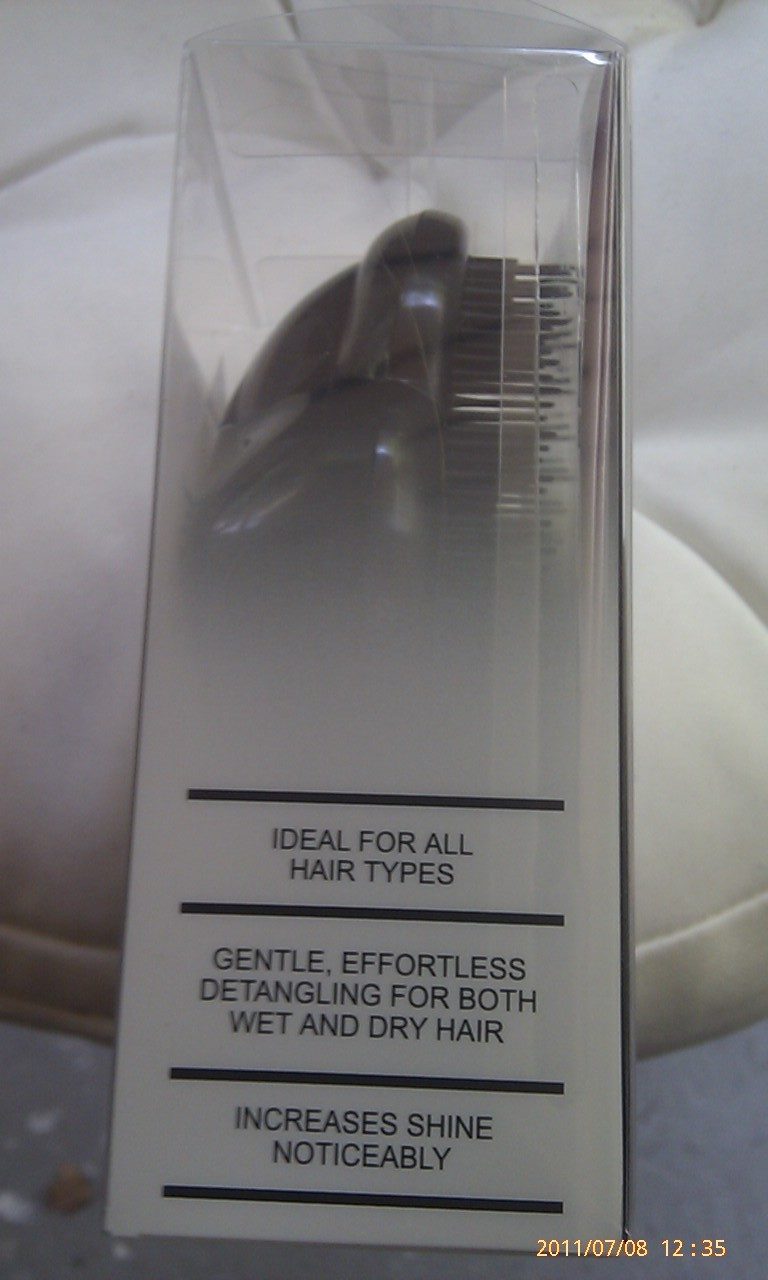 IDEAL FOR ALL
HAIR TYPES
GENTLE, EFFORTLESS
DETANGLING FOR BOTH
WET AND DRY HAIR
INCREASES SHINE
NOTICEABLY
2011/07/08 12:35